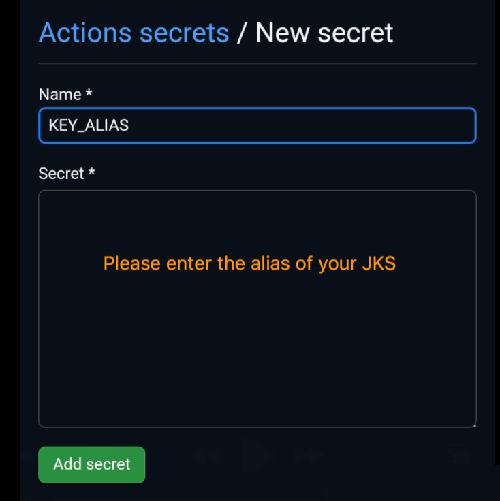 Actions secrets / New secret
Name *
KEY_ALIAS
Secret *
Please enter the alias of your JKS
Add secret